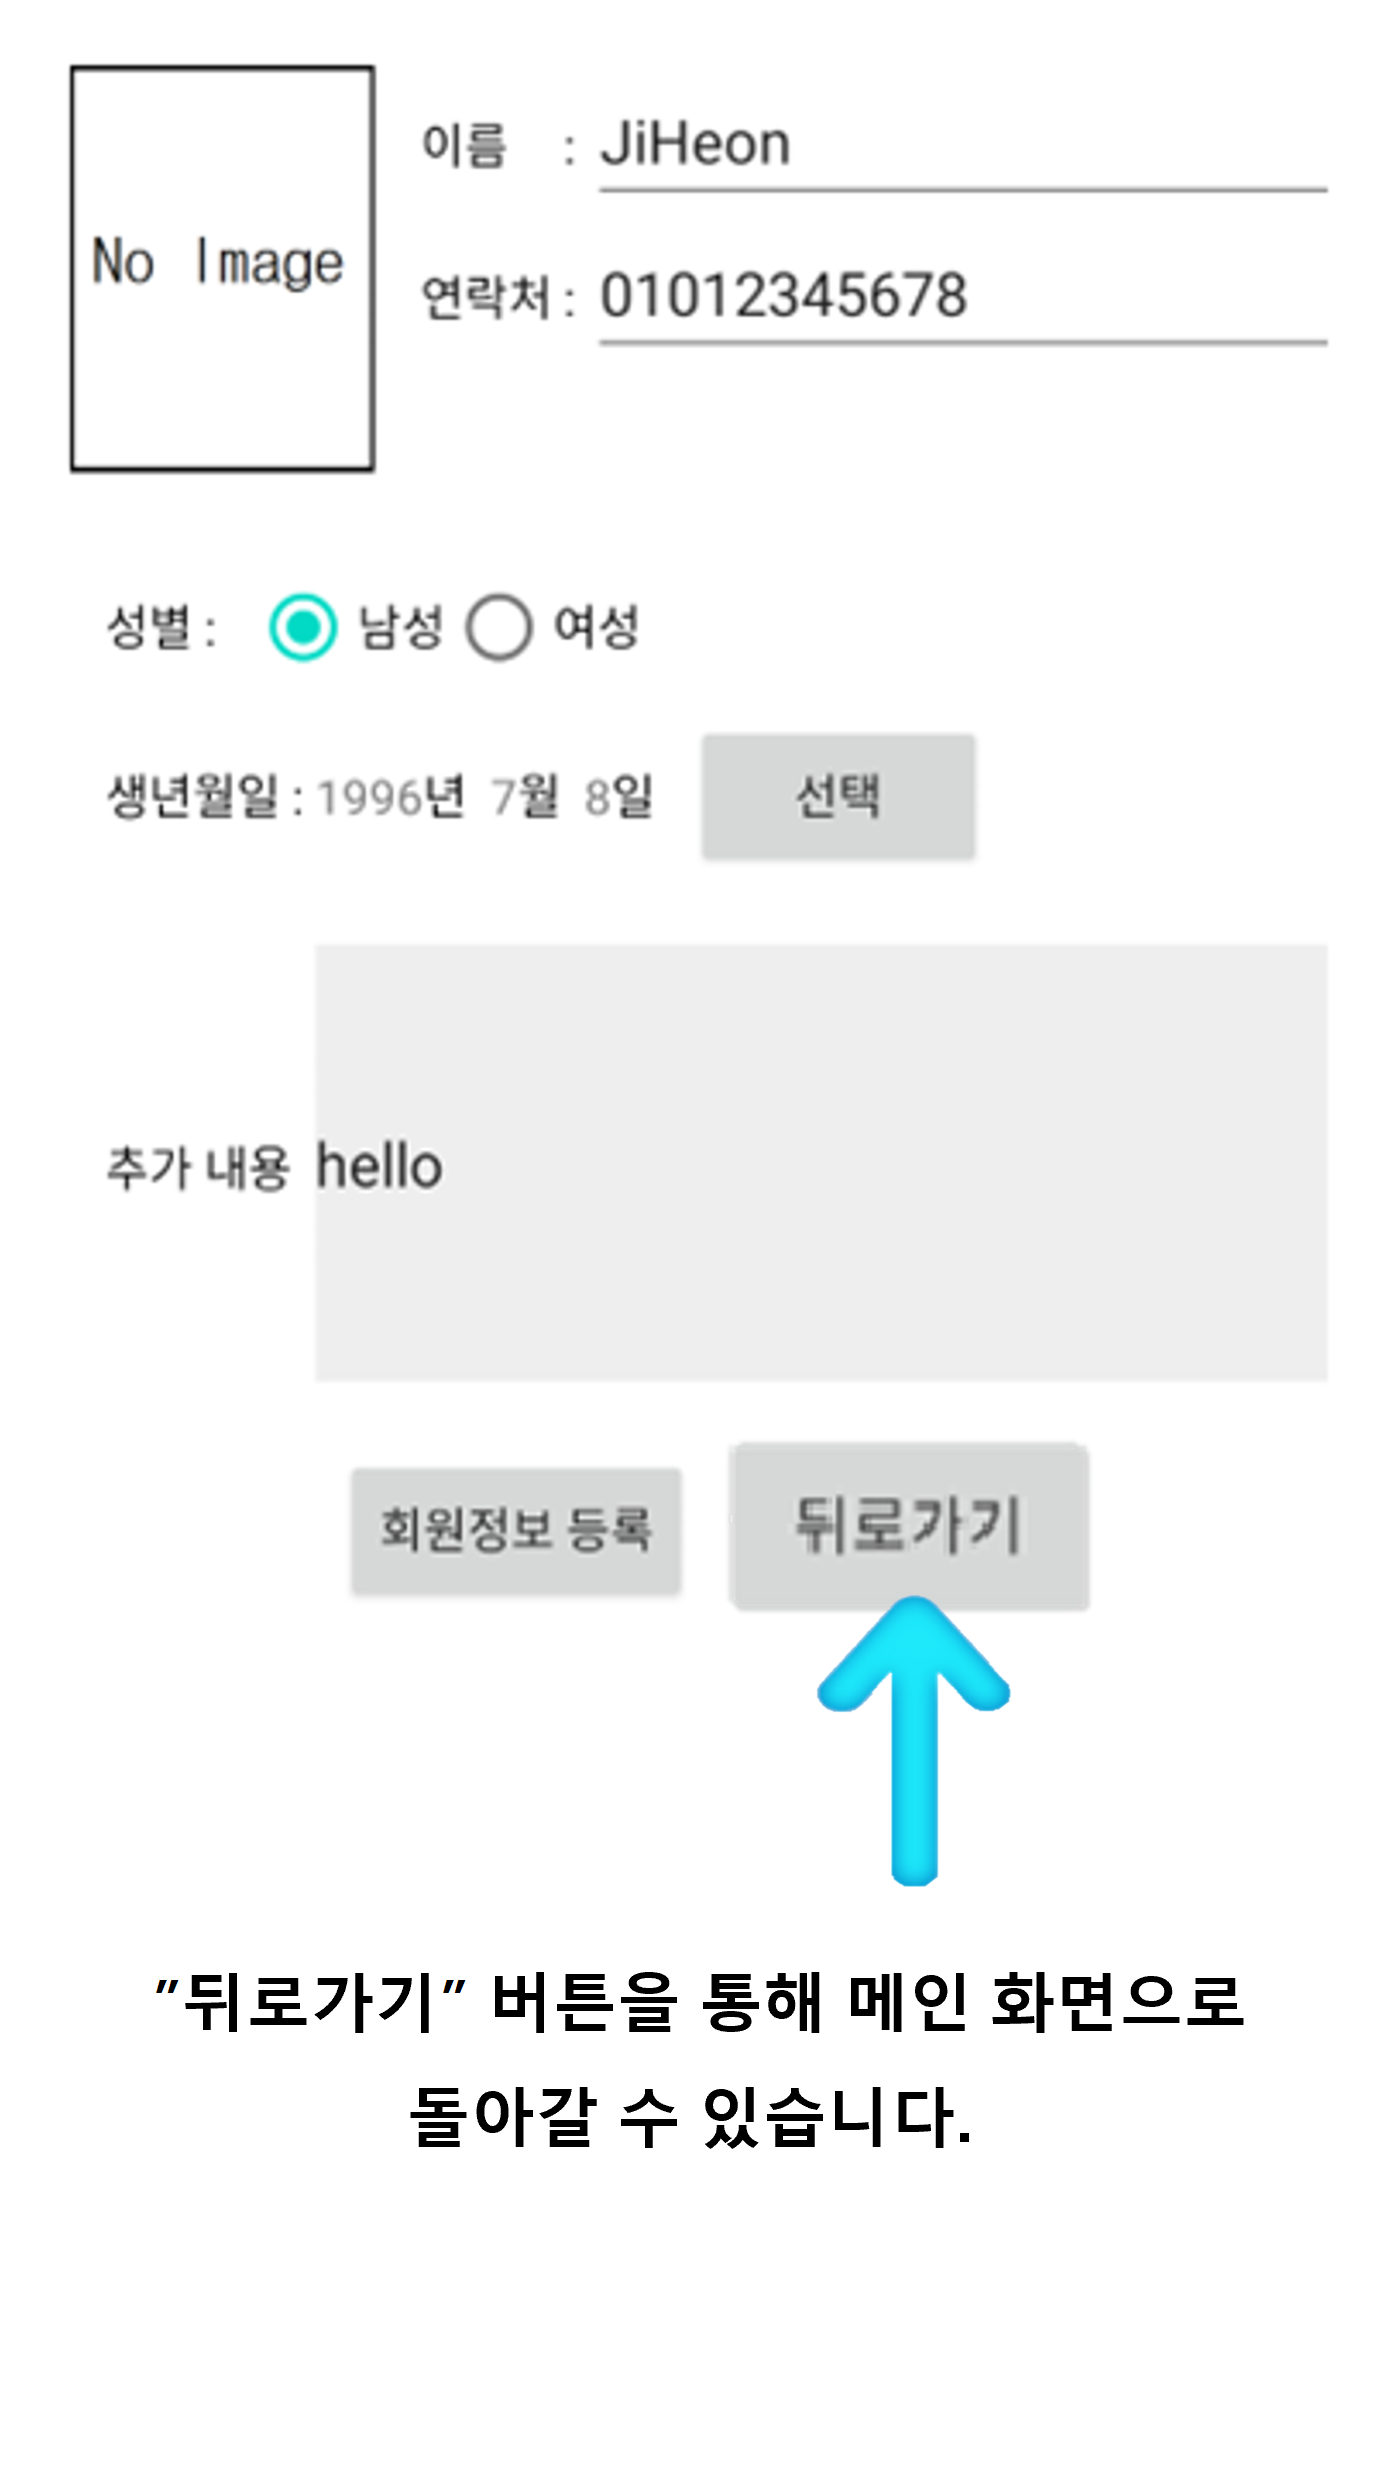 No Image
이름 : JiHeon
연락처 : 01012345678
성별 : 남성 여성
생년월일 : 1996년 7월 8일 선택
추가 내용 hello
회원정보 등록 뒤로가기
"뒤로가기" 버튼을 통해 메인 화면으로
돌아갈 수 있습니다.